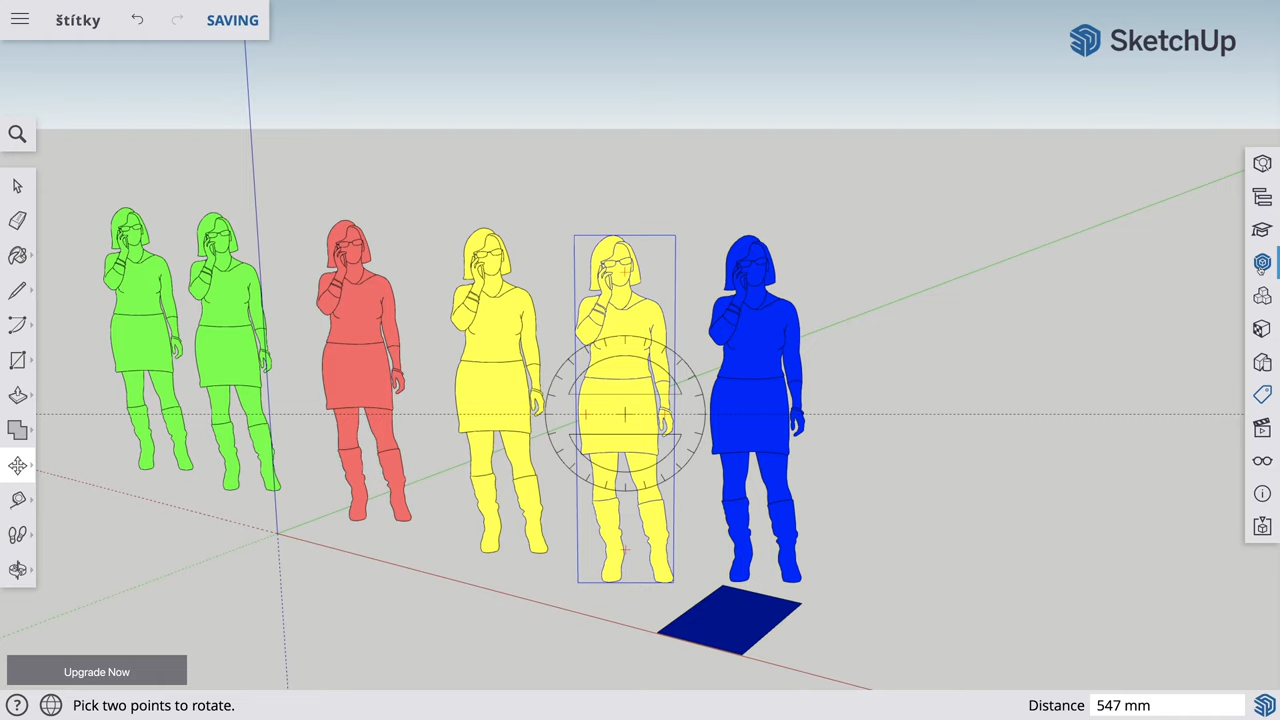 štítky
SAVING
SketchUp
Upgrade Now
Pick two points to rotate.
Distance
547 mm